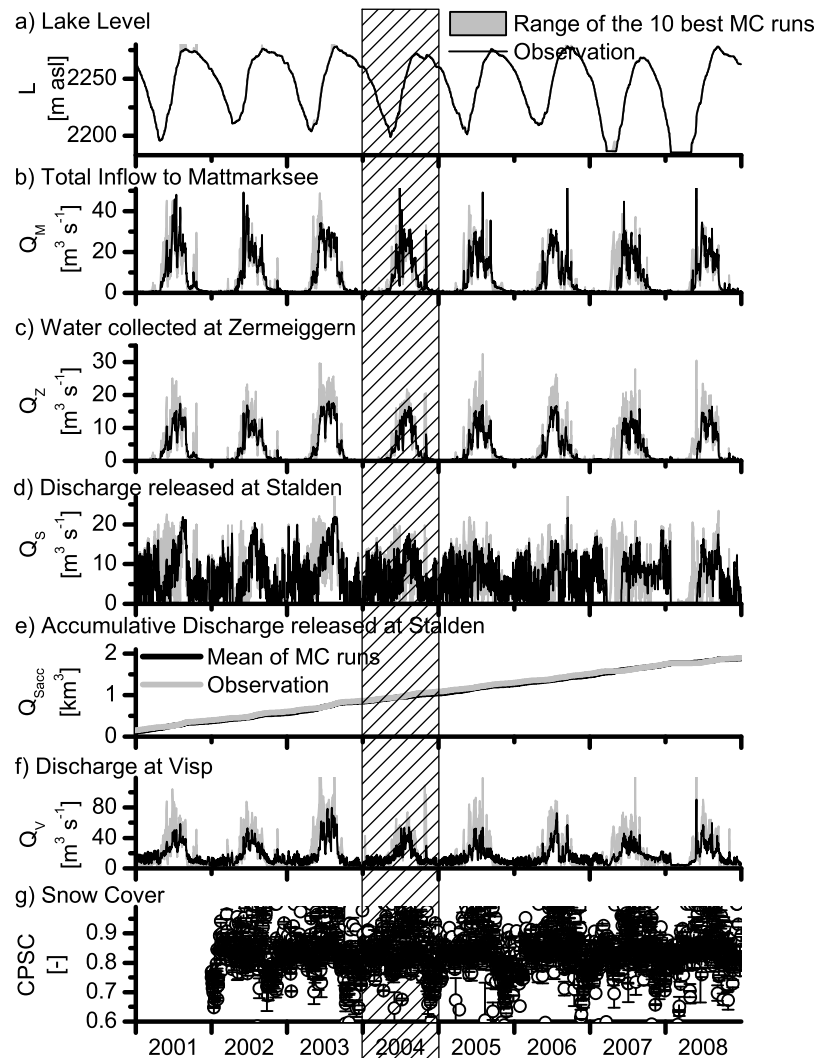 a) Lake Level
Range of the 10 best MC runs
Observation
L
[m asl]
2250
2200
b) Total Inflow to Mattmarksee
Q_M
[m³ s⁻¹]
40
20
0
c) Water collected at Zermeiggern
Q_Z
[m³ s⁻¹]
30
20
10
0
d) Discharge released at Stalden
Q_S
[m³ s⁻¹]
20
10
0
e) Accumulative Discharge released at Stalden
Mean of MC runs
Observation
Q_Sacc
[km³]
2
1
0
f) Discharge at Visp
Q_V
[m³ s⁻¹]
80
40
0
g) Snow Cover
CPSC
[-]
0.9
0.8
0.7
0.6
2001 2002 2003 2004 2005 2006 2007 2008